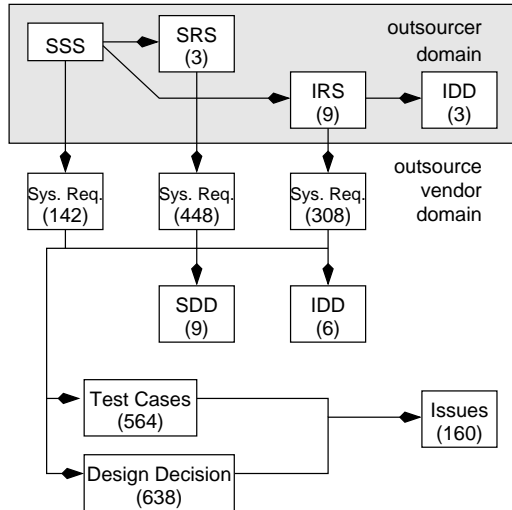 SSS
SRS
(3)
outsourcer
domain
IRS
(9)
IDD
(3)
Sys. Req.
(142)
Sys. Req.
(448)
Sys. Req.
(308)
outsource
vendor
domain
SDD
(9)
IDD
(6)
Test Cases
(564)
Issues
(160)
Design Decision
(638)